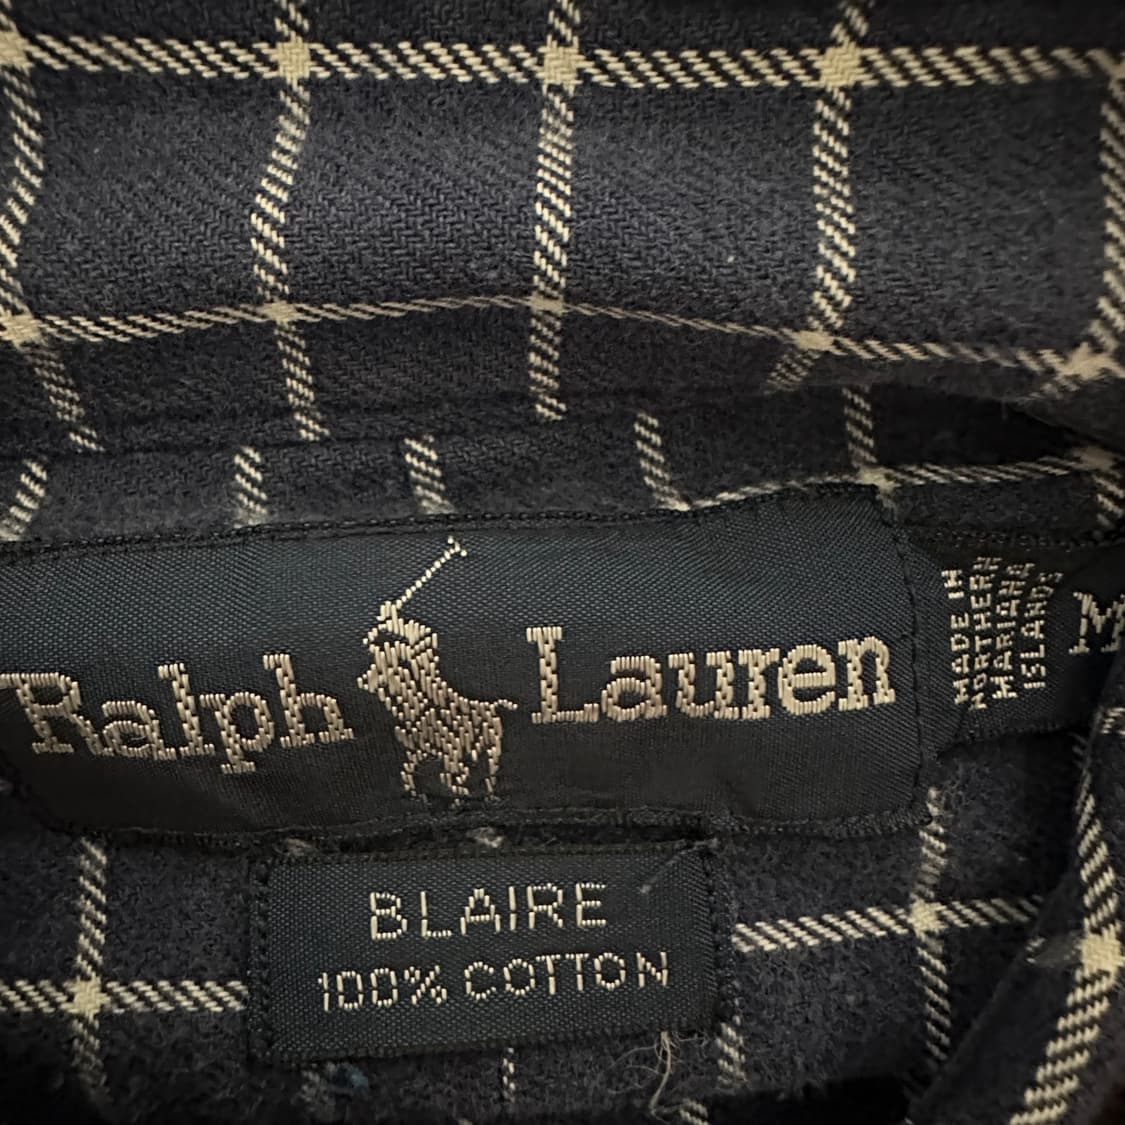 Ralph Lauren
MADE IN
NORTHERN
MARIANA
ISLANDS
M
BLAIRE
100% COTTON